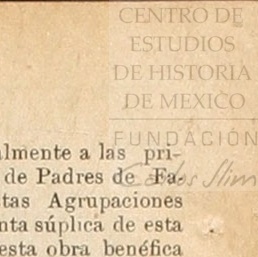 CENTRO DE
ESTUDIOS
DE HISTORIA
DE MEXICO
FUNDACIÓN
Carlos Slim
almente a las pri-
de Padres de Fa-
tas Agrupaciones
nta súplica de esta
esta obra benéfica